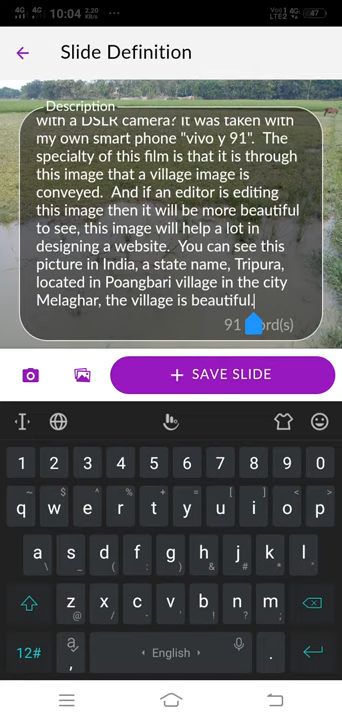 4G 4G 10:04 2.20 KB/s ... Vo) 1 4G LTE2 47
← Slide Definition
Description
with a DSLR camera? It was taken with
my own smart phone "vivo y 91".  The
specialty of this film is that it is through
this image that a village image is
conveyed.  And if an editor is editing
this image then it will be more beautiful
to see, this image will help a lot in
designing a website.  You can see this
picture in India, a state name, Tripura,
located in Poangbari village in the city
Melaghar, the village is beautiful.
91 ord(s)
+ SAVE SLIDE
1 2 3 4 5 6 7 8 9 0
~ $ ^ % + = [ ] < >
q w e r t y u i o p
a s d f g h j k l
\ _ ( : ) & # * "
z x c v b n m
@ / - ' ! ? ;
12# a , English .